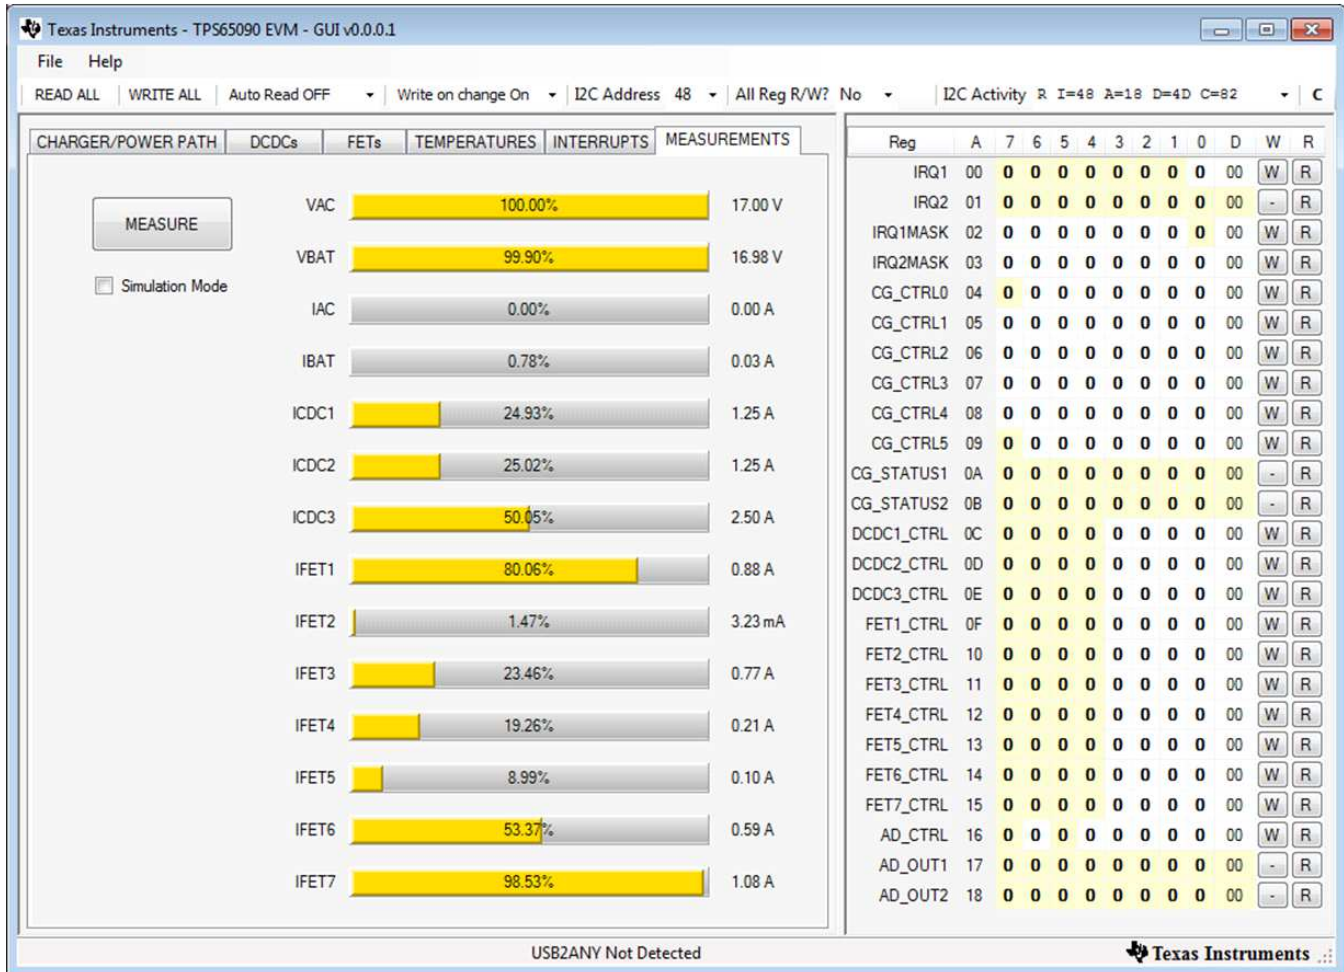 Texas Instruments - TPS65090 EVM - GUI v0.0.0.1
File Help
READ ALL WRITE ALL Auto Read OFF Write on change On I2C Address 48 All Reg R/W? No I2C Activity R I=48 A=18 D=4D C=82 C
CHARGER/POWER PATH DCDCs FETs TEMPERATURES INTERRUPTS MEASUREMENTS
MEASURE
Simulation Mode
VAC 100.00% 17.00 V
VBAT 99.90% 16.98 V
IAC 0.00% 0.00 A
IBAT 0.78% 0.03 A
ICDC1 24.93% 1.25 A
ICDC2 25.02% 1.25 A
ICDC3 50.05% 2.50 A
IFET1 80.06% 0.88 A
IFET2 1.47% 3.23 mA
IFET3 23.46% 0.77 A
IFET4 19.26% 0.21 A
IFET5 8.99% 0.10 A
IFET6 53.37% 0.59 A
IFET7 98.53% 1.08 A
Reg A 7 6 5 4 3 2 1 0 D W R
IRQ1 00 0 0 0 0 0 0 0 0 00 W R
IRQ2 01 0 0 0 0 0 0 0 0 00 - R
IRQ1MASK 02 0 0 0 0 0 0 0 0 00 W R
IRQ2MASK 03 0 0 0 0 0 0 0 0 00 W R
CG_CTRL0 04 0 0 0 0 0 0 0 0 00 W R
CG_CTRL1 05 0 0 0 0 0 0 0 0 00 W R
CG_CTRL2 06 0 0 0 0 0 0 0 0 00 W R
CG_CTRL3 07 0 0 0 0 0 0 0 0 00 W R
CG_CTRL4 08 0 0 0 0 0 0 0 0 00 W R
CG_CTRL5 09 0 0 0 0 0 0 0 0 00 W R
CG_STATUS1 0A 0 0 0 0 0 0 0 0 00 - R
CG_STATUS2 0B 0 0 0 0 0 0 0 0 00 - R
DCDC1_CTRL 0C 0 0 0 0 0 0 0 0 00 W R
DCDC2_CTRL 0D 0 0 0 0 0 0 0 0 00 W R
DCDC3_CTRL 0E 0 0 0 0 0 0 0 0 00 W R
FET1_CTRL 0F 0 0 0 0 0 0 0 0 00 W R
FET2_CTRL 10 0 0 0 0 0 0 0 0 00 W R
FET3_CTRL 11 0 0 0 0 0 0 0 0 00 W R
FET4_CTRL 12 0 0 0 0 0 0 0 0 00 W R
FET5_CTRL 13 0 0 0 0 0 0 0 0 00 W R
FET6_CTRL 14 0 0 0 0 0 0 0 0 00 W R
FET7_CTRL 15 0 0 0 0 0 0 0 0 00 W R
AD_CTRL 16 0 0 0 0 0 0 0 0 00 W R
AD_OUT1 17 0 0 0 0 0 0 0 0 00 - R
AD_OUT2 18 0 0 0 0 0 0 0 0 00 - R
USB2ANY Not Detected
Texas Instruments